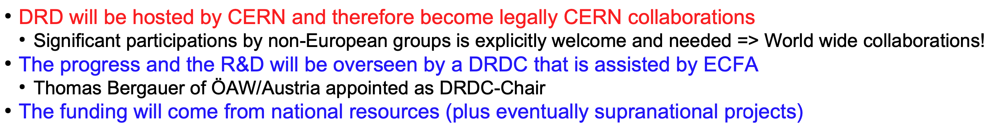 • DRD will be hosted by CERN and therefore become legally CERN collaborations
• Significant participations by non-European groups is explicitly welcome and needed => World wide collaborations!
• The progress and the R&D will be overseen by a DRDC that is assisted by ECFA
• Thomas Bergauer of ÖAW/Austria appointed as DRDC-Chair
• The funding will come from national resources (plus eventually supranational projects)